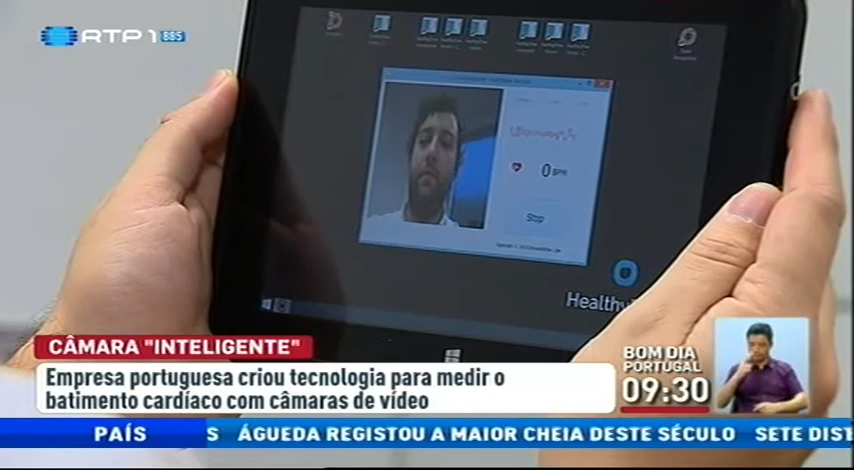 RTP 1 885
0 BPM
Stop
CÂMARA "INTELIGENTE"
Empresa portuguesa criou tecnologia para medir o
batimento cardíaco com câmaras de vídeo
BOM DIA
PORTUGAL
09:30
PAÍS S ÁGUEDA REGISTOU A MAIOR CHEIA DESTE SÉCULO SETE DIST